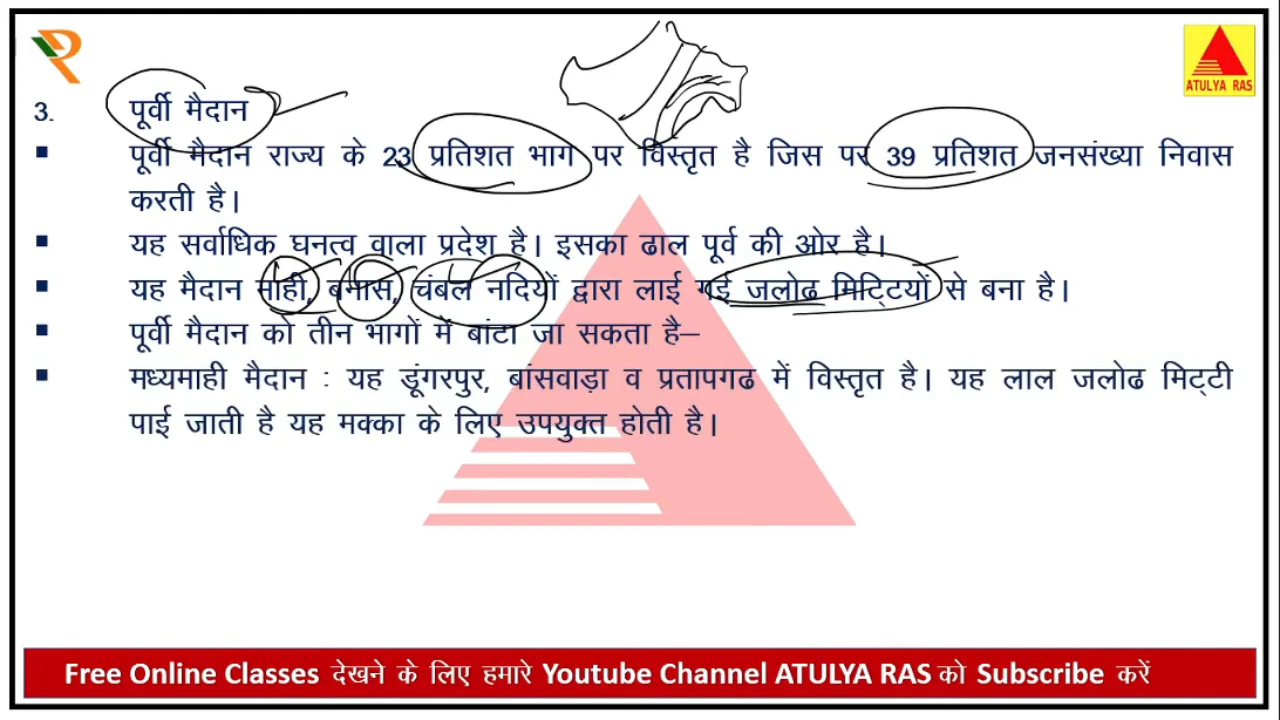 ATULYA RAS
3. पूर्वी मैदान
▪ पूर्वी मैदान राज्य के 23 प्रतिशत भाग पर विस्तृत है जिस पर 39 प्रतिशत जनसंख्या निवास
करती है।
▪ यह सर्वाधिक घनत्व वाला प्रदेश है। इसका ढाल पूर्व की ओर है।
▪ यह मैदान माही, बनास, चंबल नदियों द्वारा लाई गई जलोढ मिट्टियों से बना है।
▪ पूर्वी मैदान को तीन भागों में बांटा जा सकता है–
▪ मध्यमाही मैदान : यह डूंगरपुर, बांसवाड़ा व प्रतापगढ में विस्तृत है। यह लाल जलोढ मिट्टी
पाई जाती है यह मक्का के लिए उपयुक्त होती है।
Free Online Classes देखने के लिए हमारे Youtube Channel ATULYA RAS को Subscribe करें